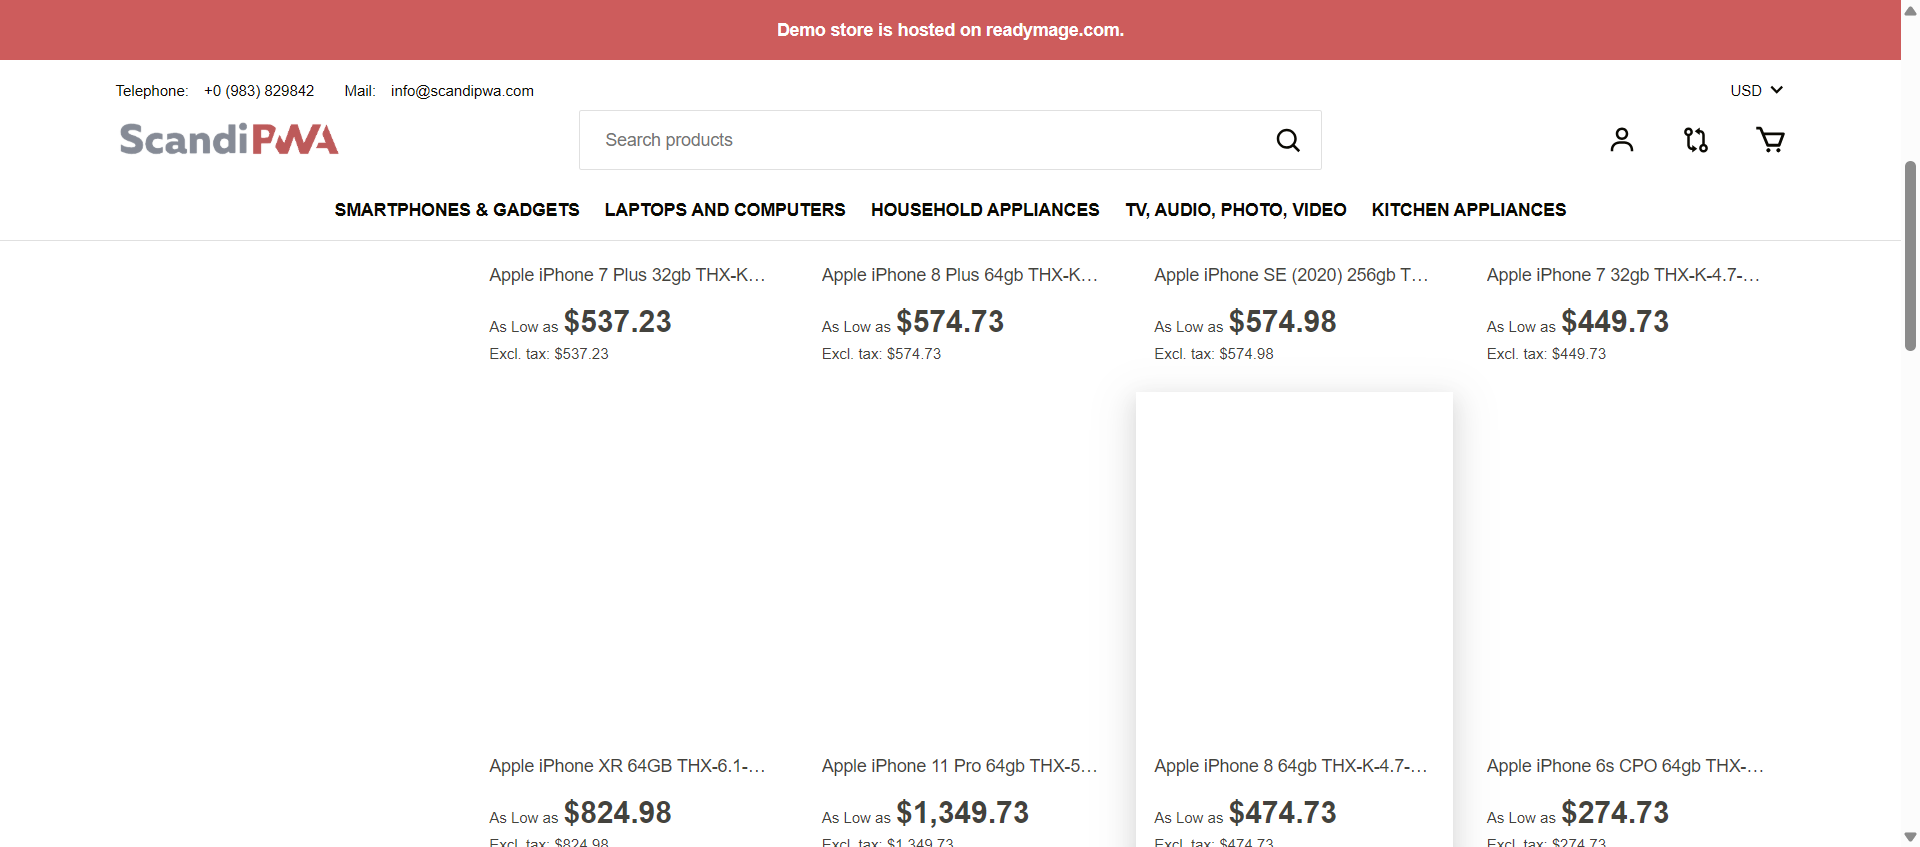 Demo store is hosted on readymage.com.
Telephone: +0 (983) 829842 Mail: info@scandipwa.com USD
ScandiPWA
Search products
SMARTPHONES & GADGETS LAPTOPS AND COMPUTERS HOUSEHOLD APPLIANCES TV, AUDIO, PHOTO, VIDEO KITCHEN APPLIANCES
Apple iPhone 7 Plus 32gb THX-K…
As Low as $537.23
Excl. tax: $537.23
Apple iPhone 8 Plus 64gb THX-K…
As Low as $574.73
Excl. tax: $574.73
Apple iPhone SE (2020) 256gb T…
As Low as $574.98
Excl. tax: $574.98
Apple iPhone 7 32gb THX-K-4.7-…
As Low as $449.73
Excl. tax: $449.73
Apple iPhone XR 64GB THX-6.1-…
As Low as $824.98
Excl. tax: $824.98
Apple iPhone 11 Pro 64gb THX-5…
As Low as $1,349.73
Excl. tax: $1,349.73
Apple iPhone 8 64gb THX-K-4.7-…
As Low as $474.73
Excl. tax: $474.73
Apple iPhone 6s CPO 64gb THX-…
As Low as $274.73
Excl. tax: $274.73